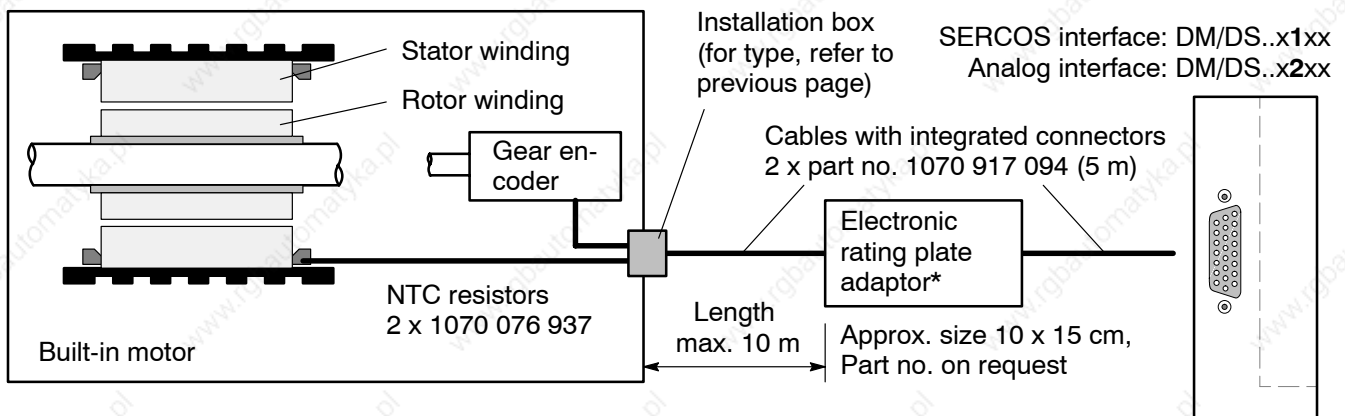 Stator winding
Rotor winding
Gear en-
coder
NTC resistors
2 x 1070 076 937
Built-in motor
Installation box
(for type, refer to
previous page)
SERCOS interface: DM/DS..x1xx
Analog interface: DM/DS..x2xx
Cables with integrated connectors
2 x part no. 1070 917 094 (5 m)
Electronic
rating plate
adaptor*
Length
max. 10 m
Approx. size 10 x 15 cm,
Part no. on request
www.rgbautomatyka.pl